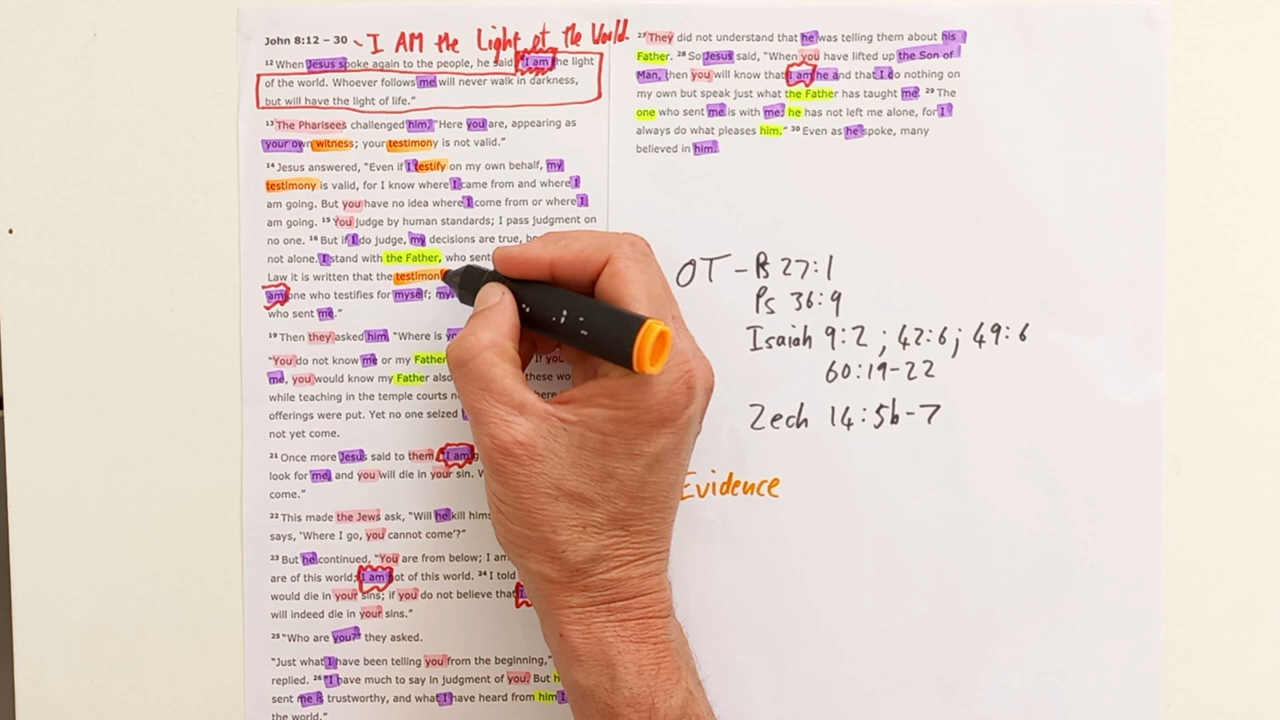 John 8:12 – 30 - I AM the Light of the World.
12 When Jesus spoke again to the people, he said, "I am the light
of the world. Whoever follows me will never walk in darkness,
but will have the light of life."
13 The Pharisees challenged him, "Here you are, appearing as
your own witness; your testimony is not valid."
14 Jesus answered, "Even if I testify on my own behalf, my
testimony is valid, for I know where I came from and where I
am going. But you have no idea where I come from or where I
am going. 15 You judge by human standards; I pass judgment on
no one. 16 But if I do judge, my decisions are true,
not alone. I stand with the Father, who sent
Law it is written that the testimon
am one who testifies for myself; my
who sent me."
19 Then they asked him, "Where is
"You do not know me or my Father
me, you would know my Father also
while teaching in the temple courts
offerings were put. Yet no one seized
not yet come.
21 Once more Jesus said to them, "I am
look for me, and you will die in your sin.
come."
22 This made the Jews ask, "Will he kill
says, 'Where I go, you cannot come'?"
23 But he continued, "You are from below; I am
are of this world; I am not of this world. 24 I told
would die in your sins; if you do not believe that I
will indeed die in your sins."
25 "Who are you?" they asked.
"Just what I have been telling you from the beginning,"
replied. 26 "I have much to say in judgment of you. But
sent me is trustworthy, and what I have heard from him I
the world."
27 They did not understand that he was telling them about his
Father. 28 So Jesus said, "When you have lifted up the Son of
Man, then you will know that I am he and that I do nothing on
my own but speak just what the Father has taught me. 29 The
one who sent me is with me; he has not left me alone, for I
always do what pleases him." 30 Even as he spoke, many
believed in him.
OT - Ps 27:1
Ps 36:9
Isaiah 9:2 ; 42:6; 49:6
60:19-22
Zech 14:5b-7
Evidence